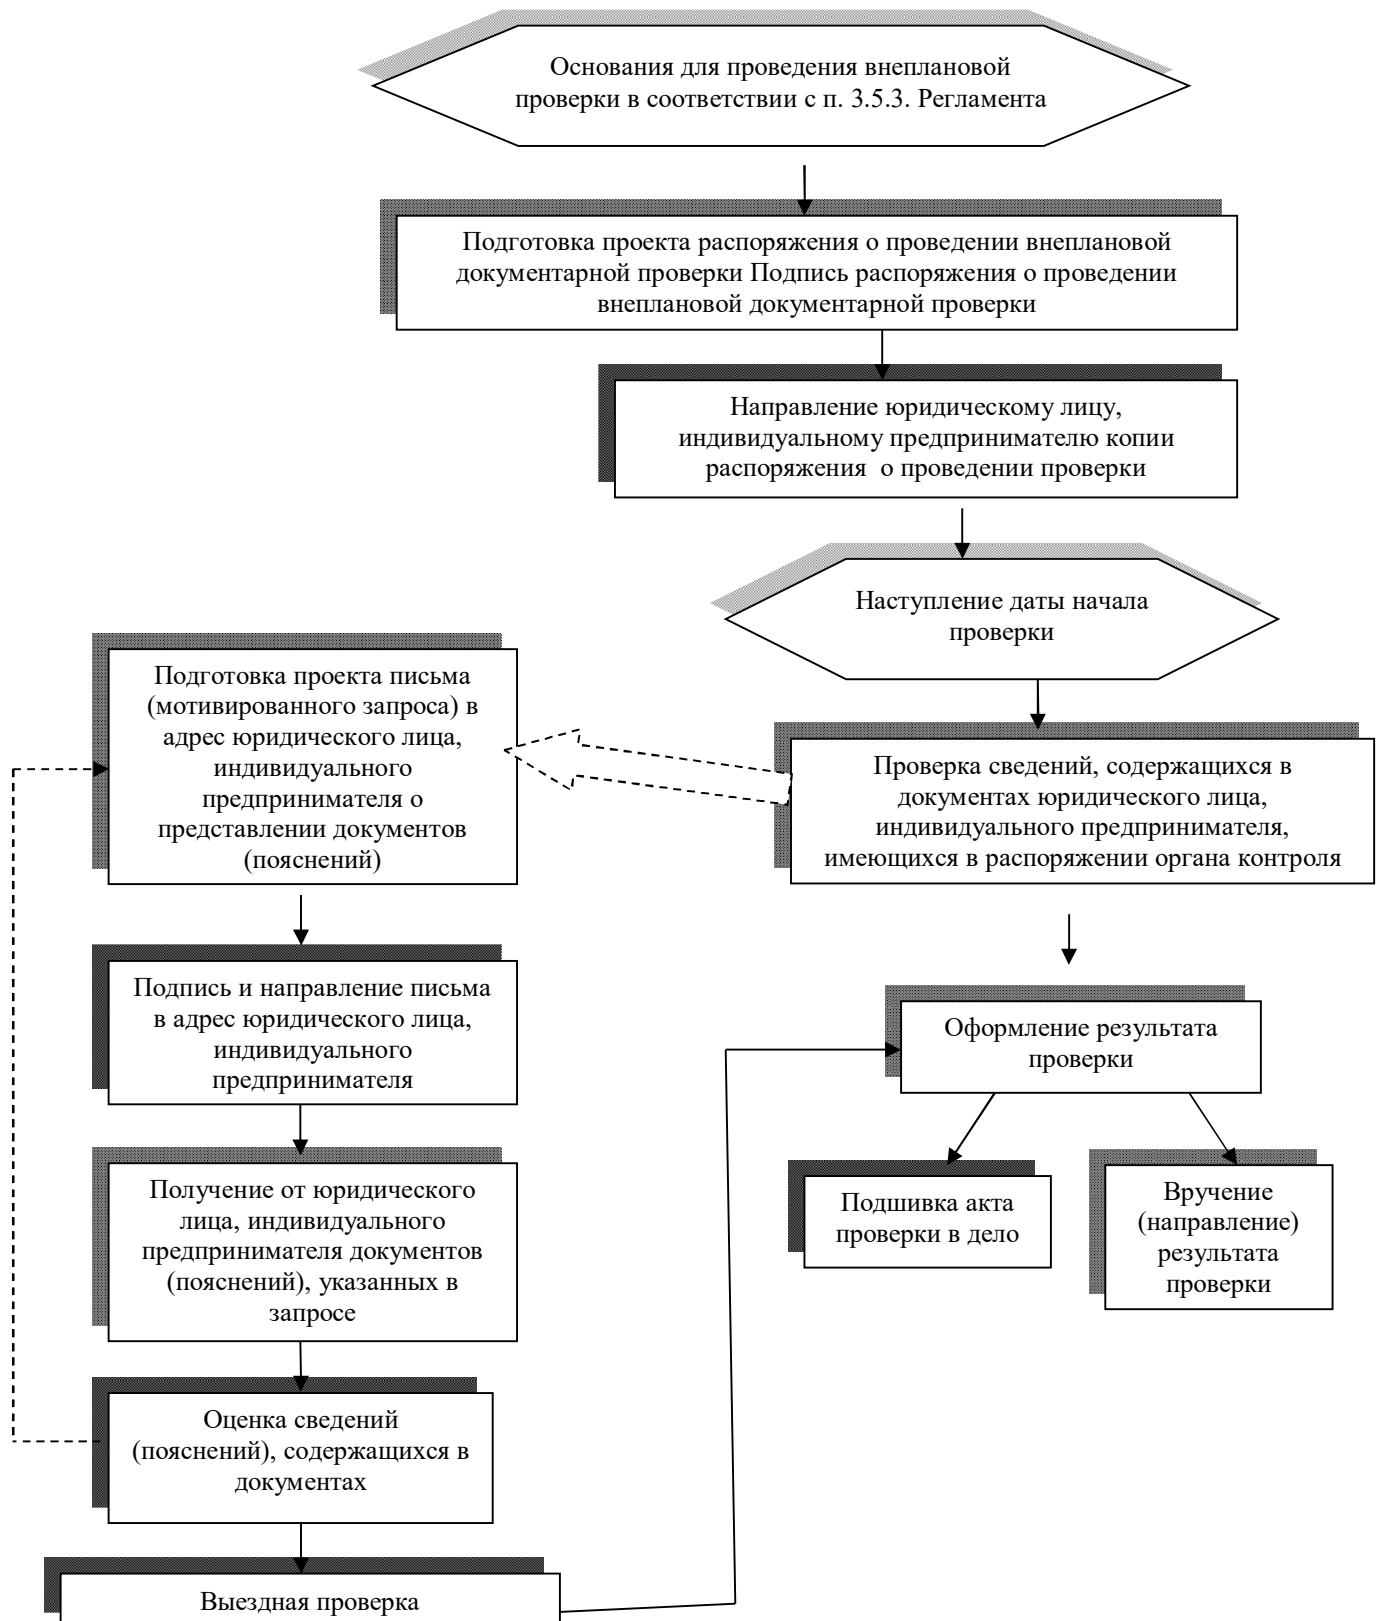 Основания для проведения внеплановой
проверки в соответствии с п. 3.5.3. Регламента
Подготовка проекта распоряжения о проведении внеплановой
документарной проверки Подпись распоряжения о проведении
внеплановой документарной проверки
Направление юридическому лицу,
индивидуальному предпринимателю копии
распоряжения о проведении проверки
Наступление даты начала
проверки
Проверка сведений, содержащихся в
документах юридического лица,
индивидуального предпринимателя,
имеющихся в распоряжении органа контроля
Подготовка проекта письма
(мотивированного запроса) в
адрес юридического лица,
индивидуального
предпринимателя о
представлении документов
(пояснений)
Подпись и направление письма
в адрес юридического лица,
индивидуального
предпринимателя
Получение от юридического
лица, индивидуального
предпринимателя документов
(пояснений), указанных в
запросе
Оценка сведений
(пояснений), содержащихся в
документах
Выездная проверка
Оформление результата
проверки
Подшивка акта
проверки в дело
Вручение
(направление)
результата
проверки